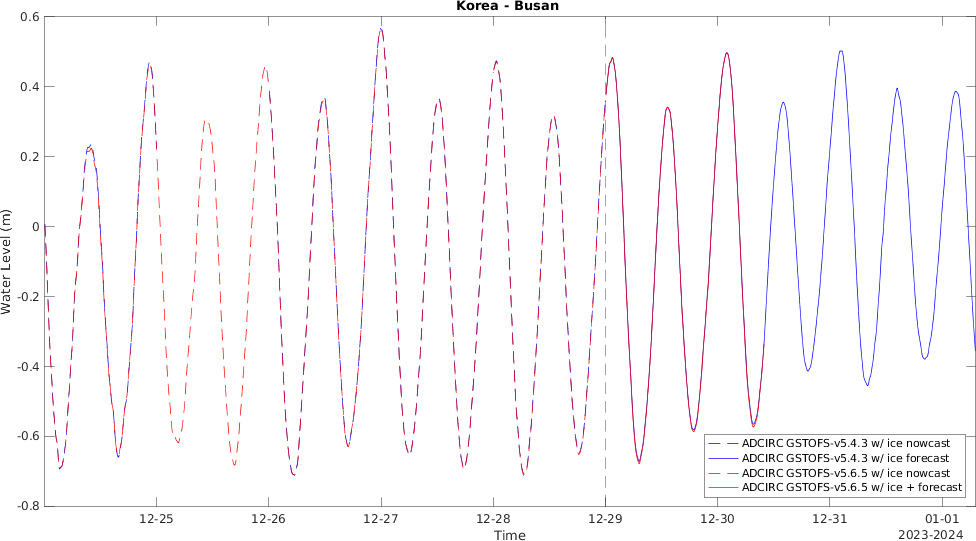 Korea - Busan
0.6
0.4
0.2
0
-0.2
-0.4
-0.6
-0.8
Water Level (m)
ADCIRC GSTOFS-v5.4.3 w/ ice nowcast
ADCIRC GSTOFS-v5.4.3 w/ ice forecast
ADCIRC GSTOFS-v5.6.5 w/ ice nowcast
ADCIRC GSTOFS-v5.6.5 w/ ice + forecast
12-25 12-26 12-27 12-28 12-29 12-30 12-31 01-01
Time
2023-2024